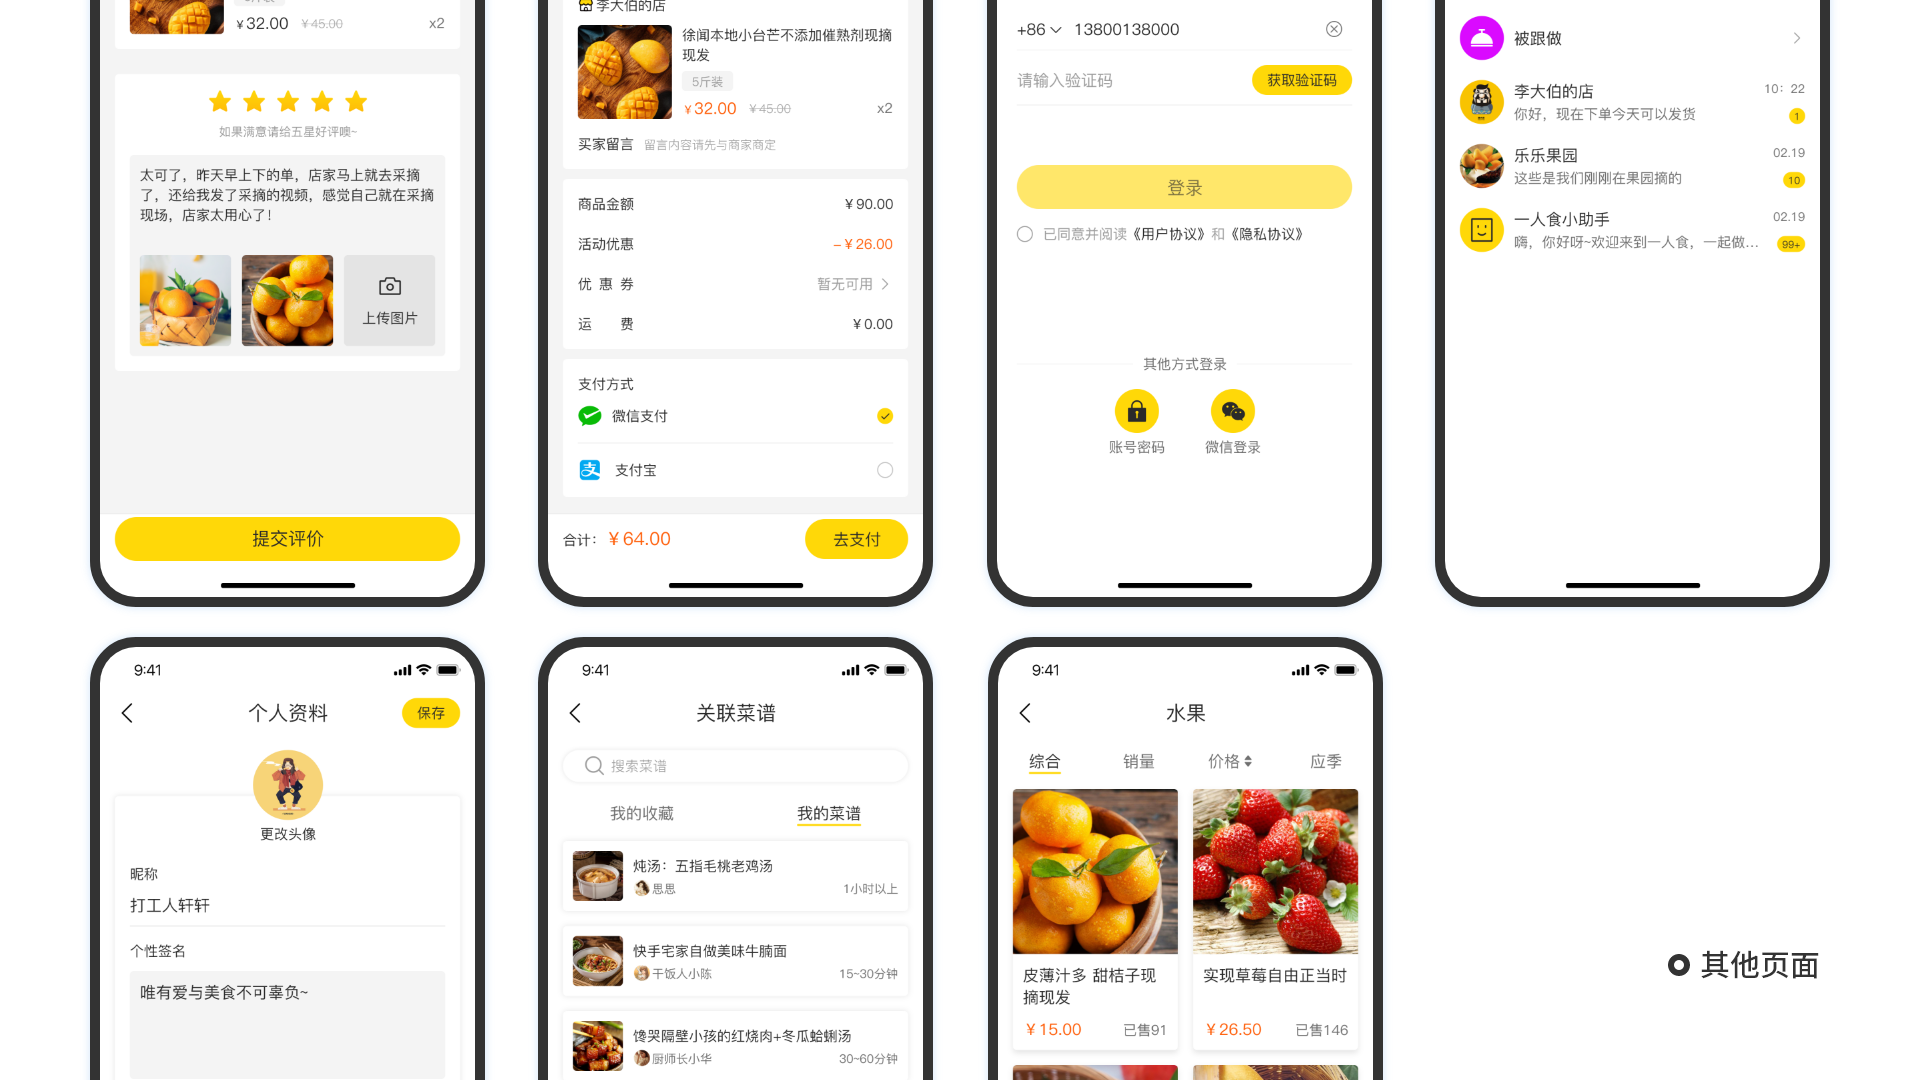 ¥32.00 ¥45.00 x2
如果满意请给五星好评噢~
太可了，昨天早上下的单，店家马上就去采摘
了，还给我发了采摘的视频，感觉自己就在采摘
现场，店家太用心了！
上传图片
提交评价
李大伯的店
徐闻本地小台芒不添加催熟剂现摘
现发
5斤装
¥32.00 ¥45.00 x2
买家留言 留言内容请先与商家商定
商品金额 ¥90.00
活动优惠 -¥26.00
优惠券 暂无可用
运费 ¥0.00
支付方式
微信支付
支付宝
合计： ¥64.00 去支付
+86 13800138000
请输入验证码 获取验证码
登录
已同意并阅读《用户协议》和《隐私协议》
其他方式登录
账号密码 微信登录
被跟做
李大伯的店 10：22
你好，现在下单今天可以发货 1
乐乐果园 02.19
这些是我们刚刚在果园摘的 10
一人食小助手 02.19
嗨，你好呀~欢迎来到一人食，一起做... 99+
9:41
个人资料 保存
更改头像
昵称
打工人轩轩
个性签名
唯有爱与美食不可辜负~
9:41
关联菜谱
搜索菜谱
我的收藏 我的菜谱
炖汤：五指毛桃老鸡汤
思思 1小时以上
快手宅家自做美味牛腩面
干饭人小陈 15~30分钟
馋哭隔壁小孩的红烧肉+冬瓜蛤蜊汤
厨师长小华 30~60分钟
9:41
水果
综合 销量 价格 应季
皮薄汁多 甜桔子现
摘现发
¥15.00 已售91
实现草莓自由正当时
¥26.50 已售146
其他页面